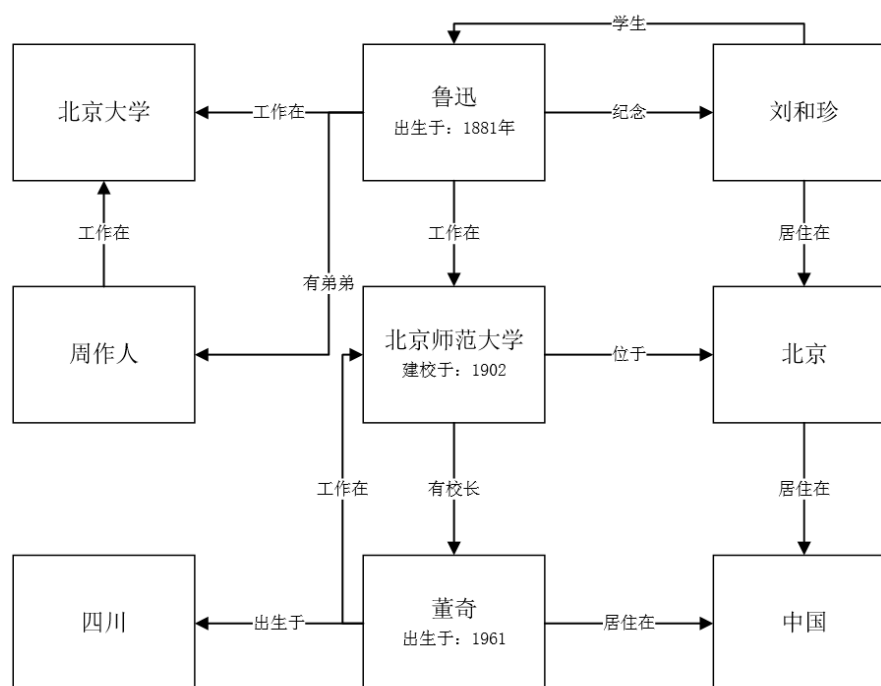 学生
北京大学
工作在
鲁迅
出生于: 1881年
纪念
刘和珍
工作在
工作在
居住在
有弟弟
周作人
北京师范大学
建校于: 1902
位于
北京
工作在
有校长
居住在
四川
出生于
董奇
出生于: 1961
居住在
中国